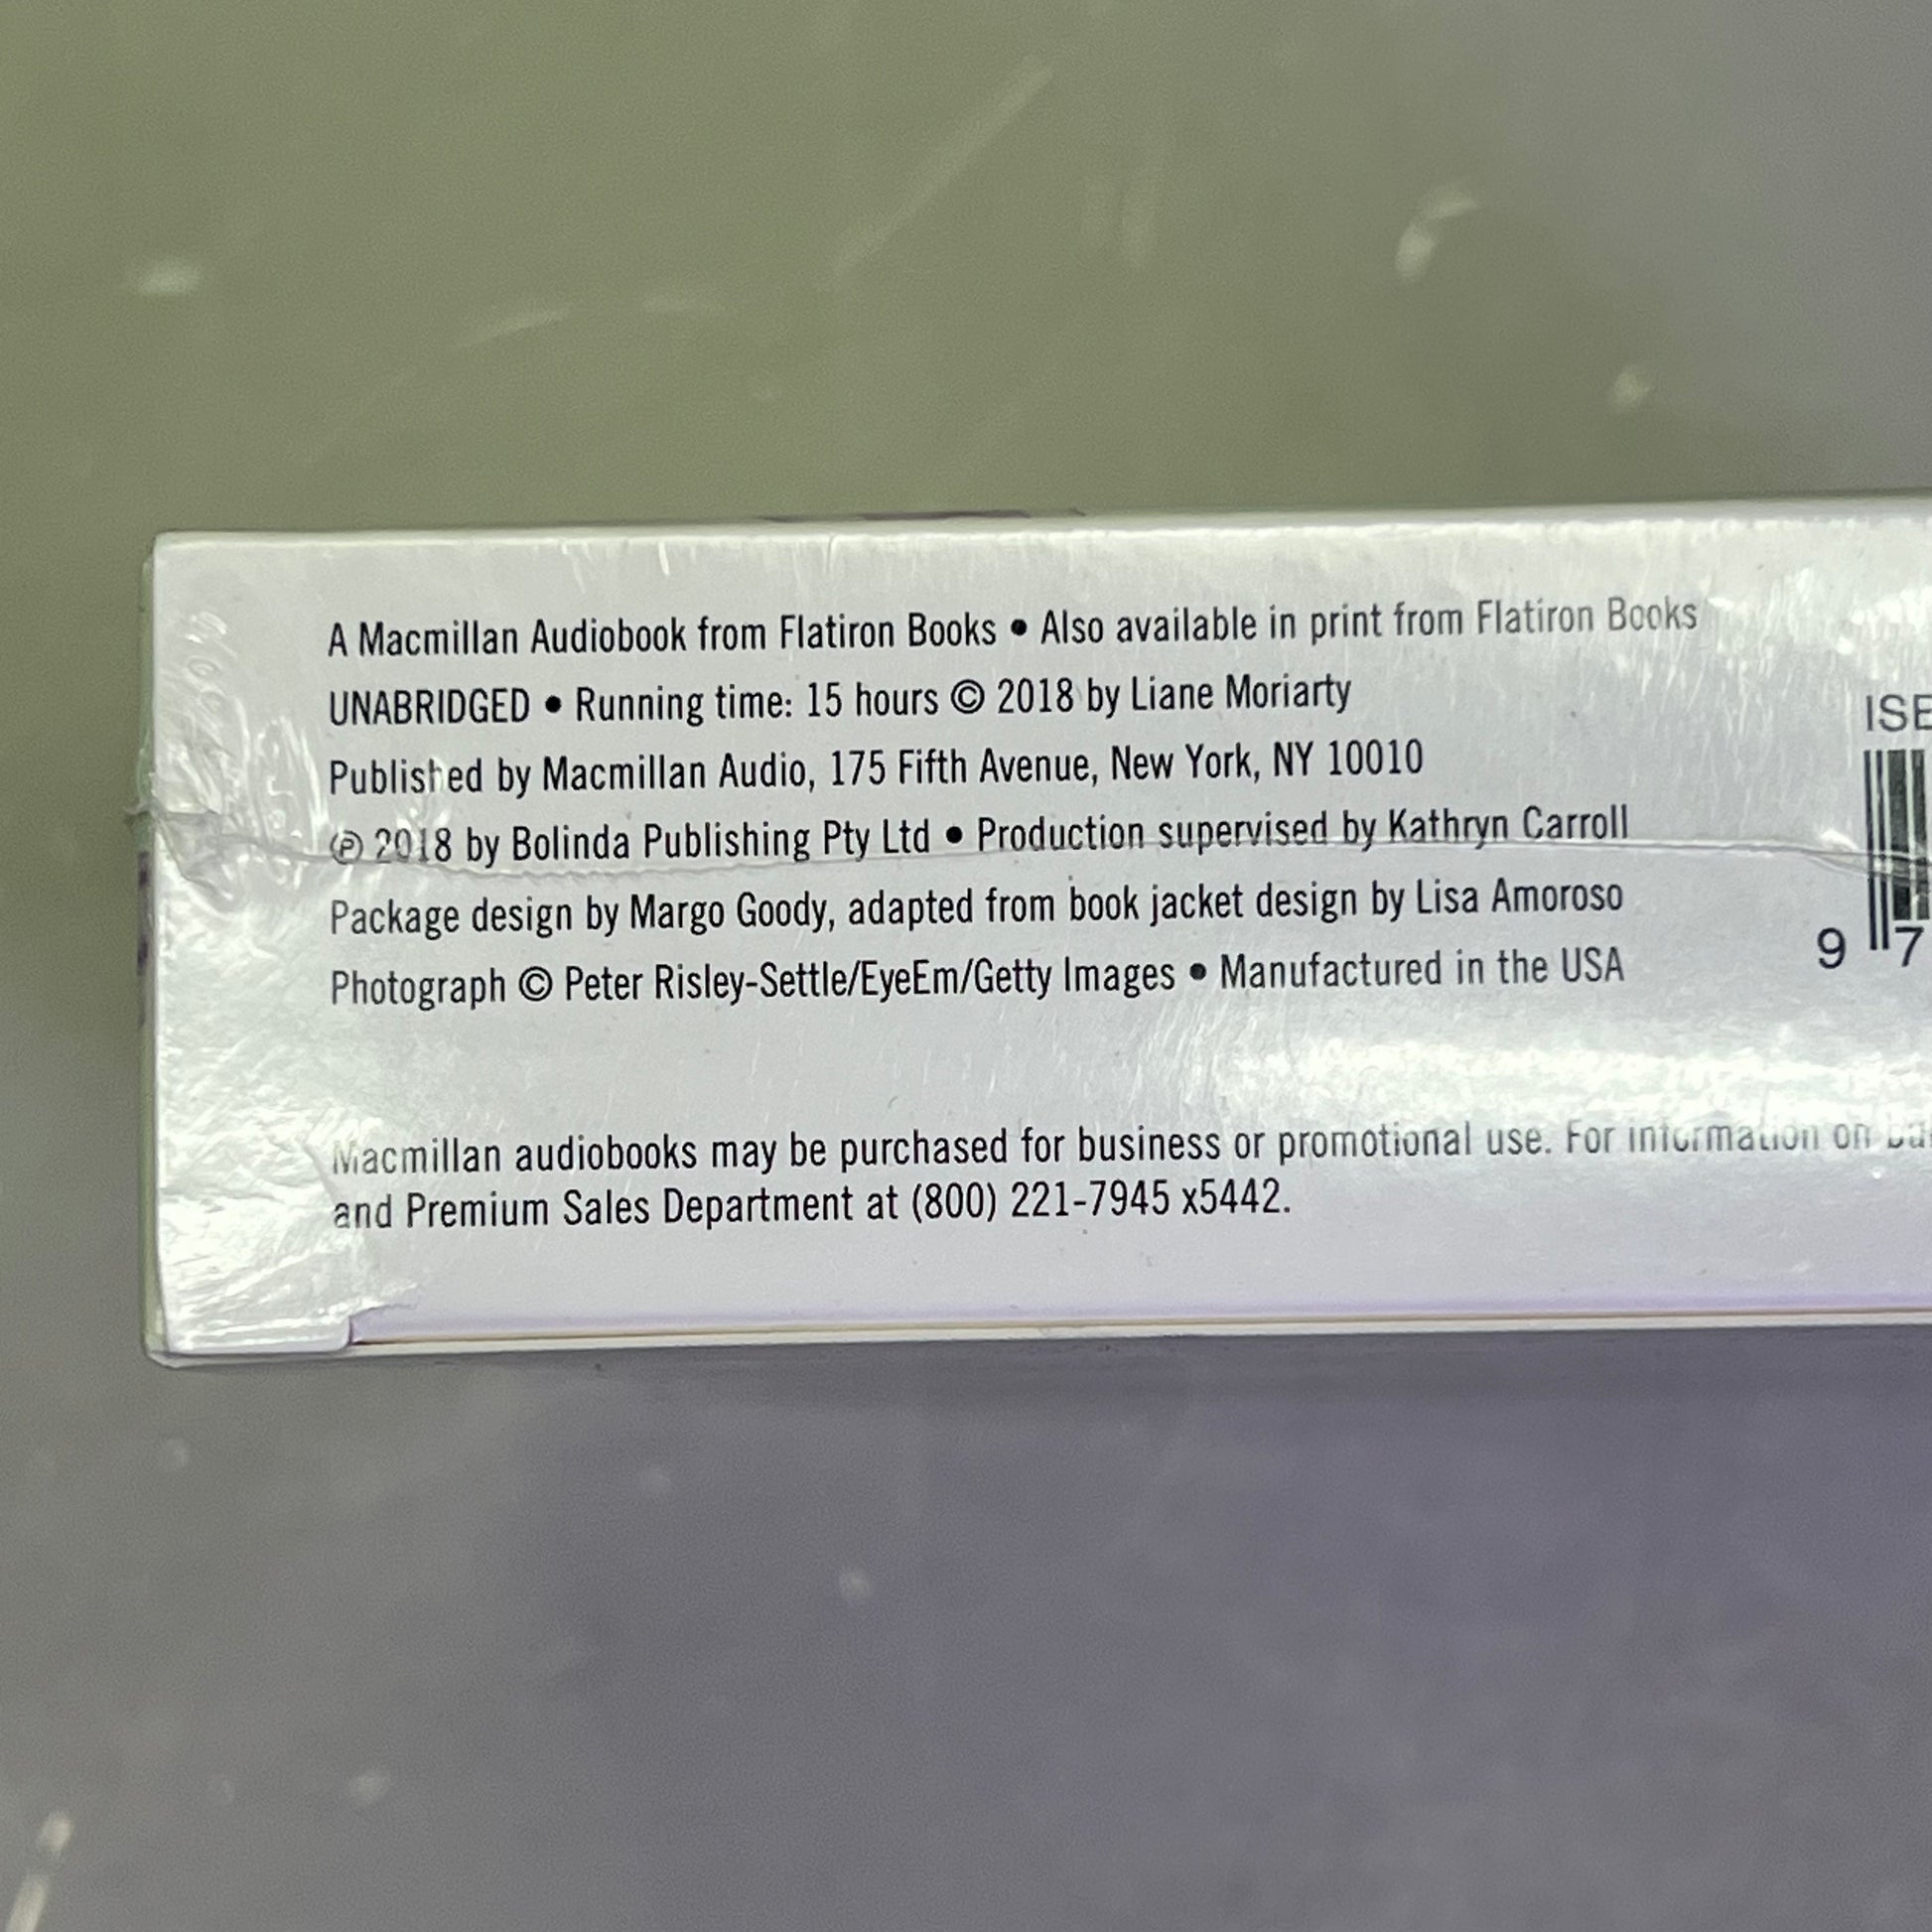 A Macmillan Audiobook from Flatiron Books • Also available in print from Flatiron Books
UNABRIDGED • Running time: 15 hours © 2018 by Liane Moriarty
Published by Macmillan Audio, 175 Fifth Avenue, New York, NY 10010
℗ 2018 by Bolinda Publishing Pty Ltd • Production supervised by Kathryn Carroll
Package design by Margo Goody, adapted from book jacket design by Lisa Amoroso
Photograph © Peter Risley-Settle/EyeEm/Getty Images • Manufactured in the USA
Macmillan audiobooks may be purchased for business or promotional use. For information on
and Premium Sales Department at (800) 221-7945 x5442.
9 7